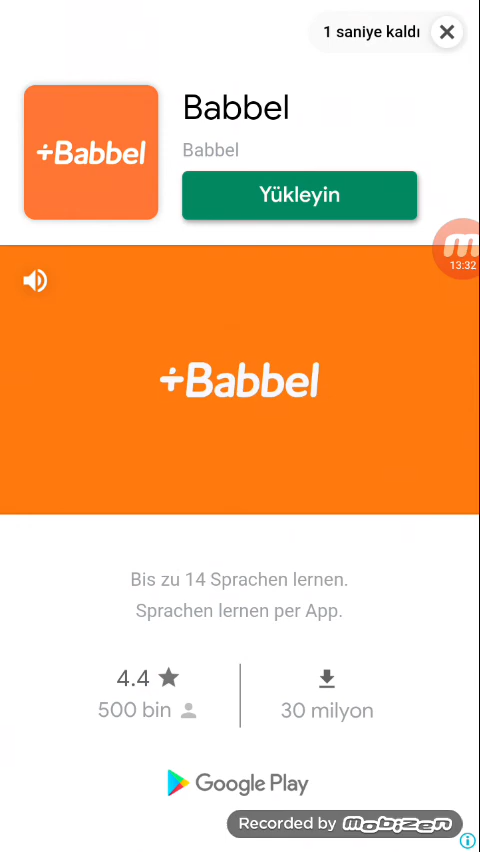 1 saniye kaldı
+Babbel
Babbel
Babbel
Yükleyin
13:32
+Babbel
Bis zu 14 Sprachen lernen.
Sprachen lernen per App.
4.4
500 bin
30 milyon
Google Play
Recorded by mobizen